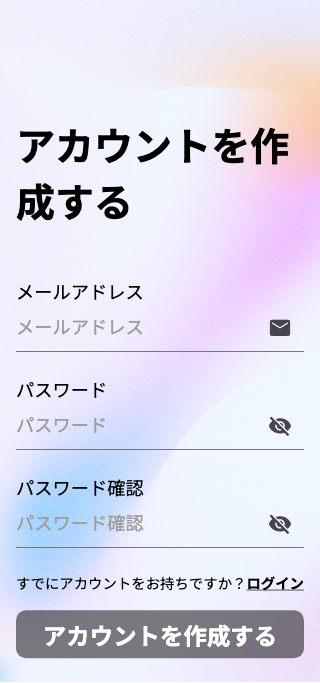 アカウントを作
成する
メールアドレス
メールアドレス
パスワード
パスワード
パスワード確認
パスワード確認
すでにアカウントをお持ちですか？ログイン
アカウントを作成する